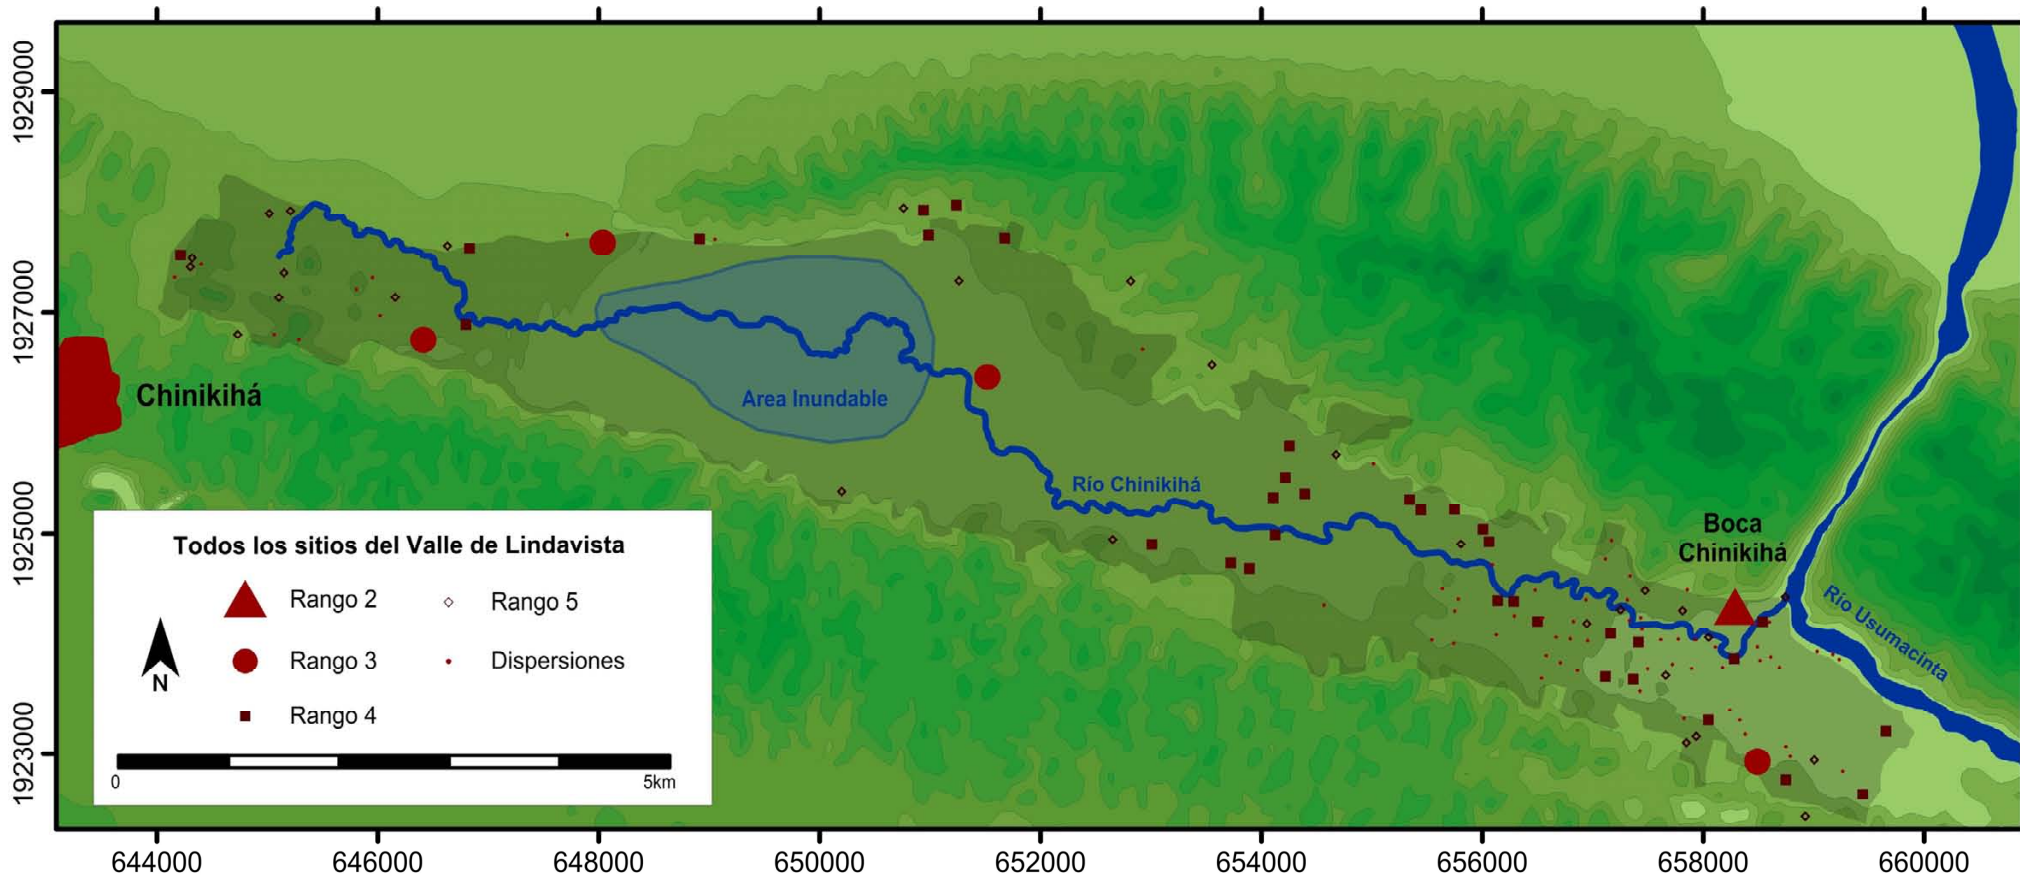 1929000
1927000
1925000
1923000
Chinikihá
Area Inundable
Río Chinikihá
Boca
Chinikihá
Río Usumacinta
Todos los sitios del Valle de Lindavista
Rango 2
Rango 5
Rango 3
Dispersiones
Rango 4
N
0
5km
644000
646000
648000
650000
652000
654000
656000
658000
660000